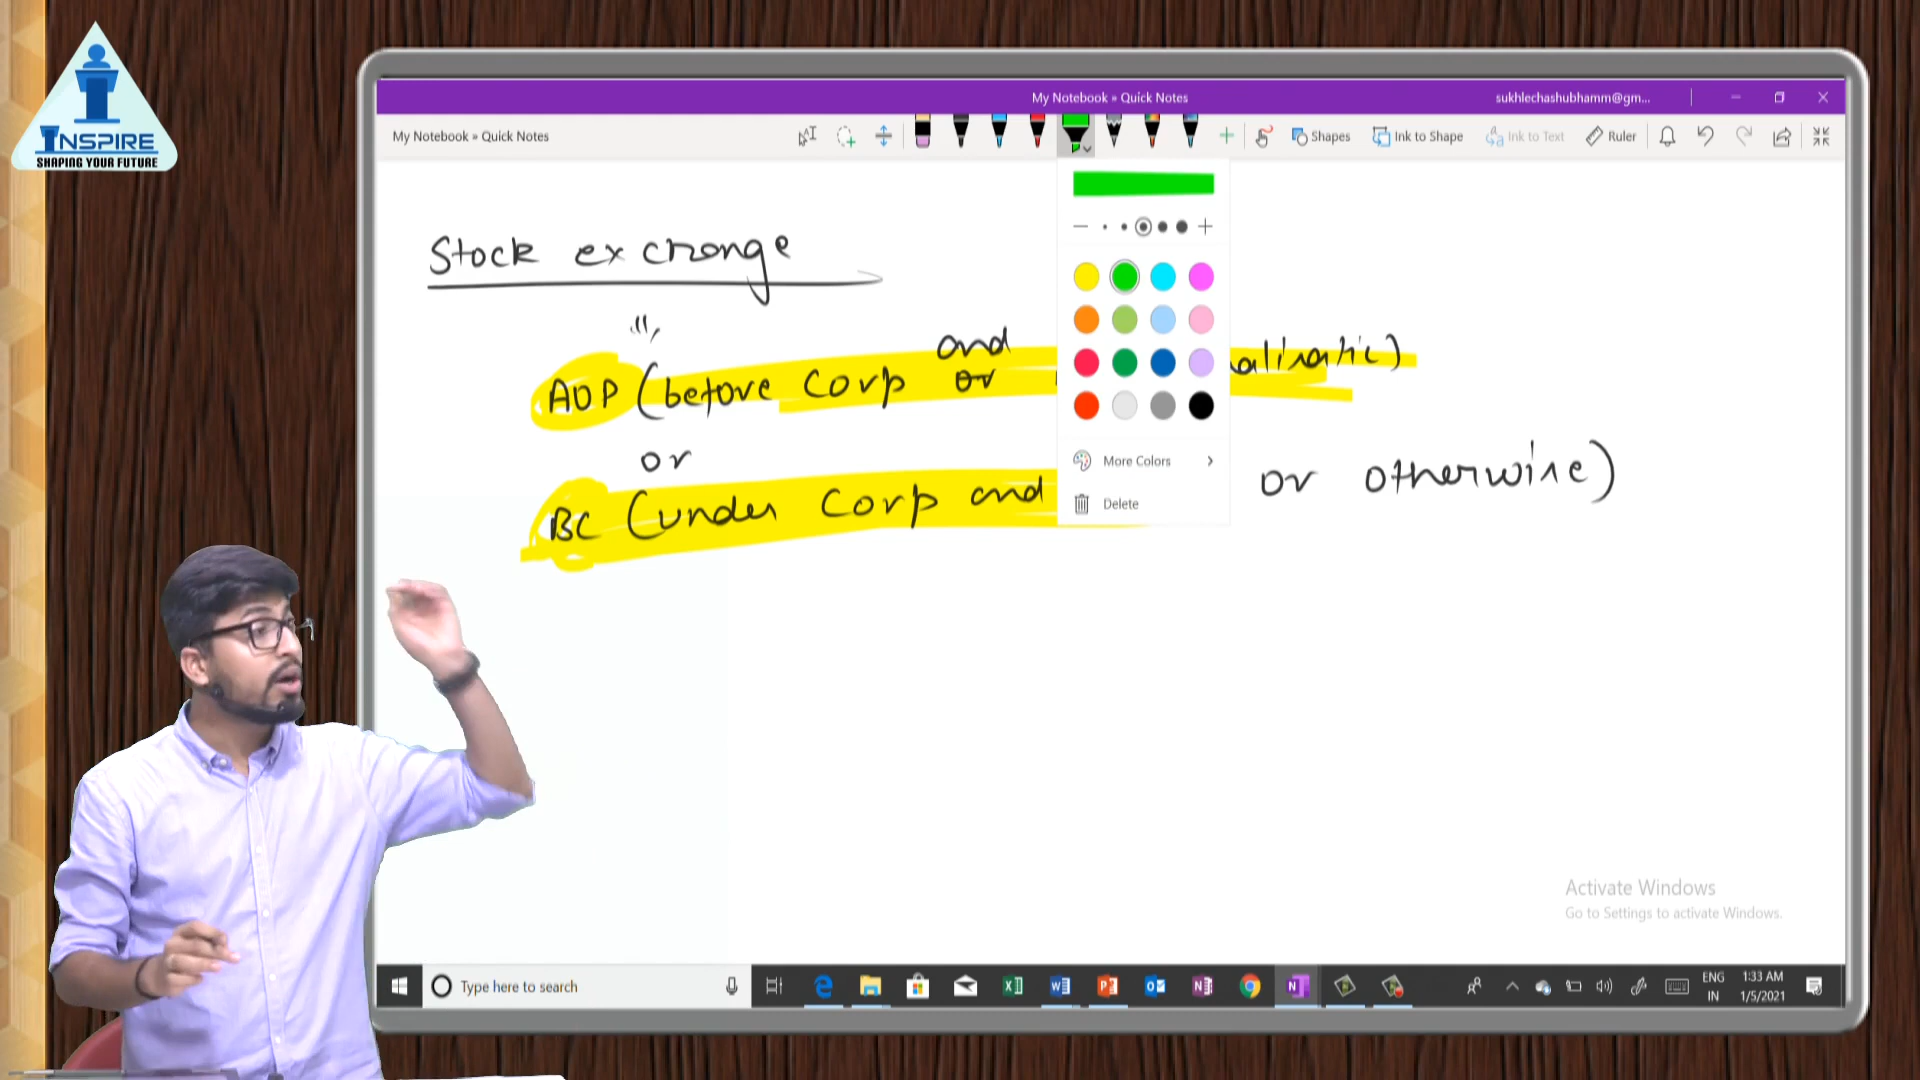 INSPIRE
SHAPING YOUR FUTURE
My Notebook » Quick Notes
sukhlechashubhamm@gm...
My Notebook » Quick Notes
Shapes
Ink to Shape
Ink to Text
Ruler
Stock exchange
"
and
AOP (before Corp or
or
BC (under Corp and or otherwise)
More Colors
Delete
Activate Windows
Go to Settings to activate Windows.
Type here to search
ENG
IN
1:33 AM
1/5/2021